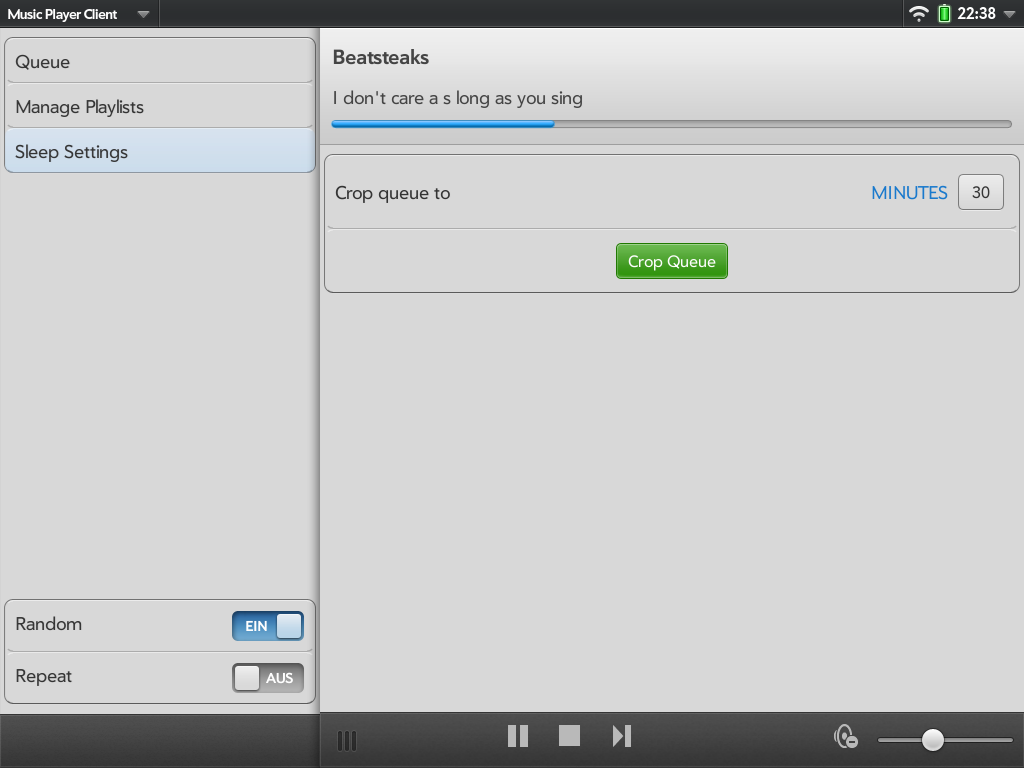 Music Player Client
22:38
Queue
Manage Playlists
Sleep Settings
Beatsteaks
I don't care a s long as you sing
Crop queue to
MINUTES
30
Crop Queue
Random
EIN
Repeat
AUS